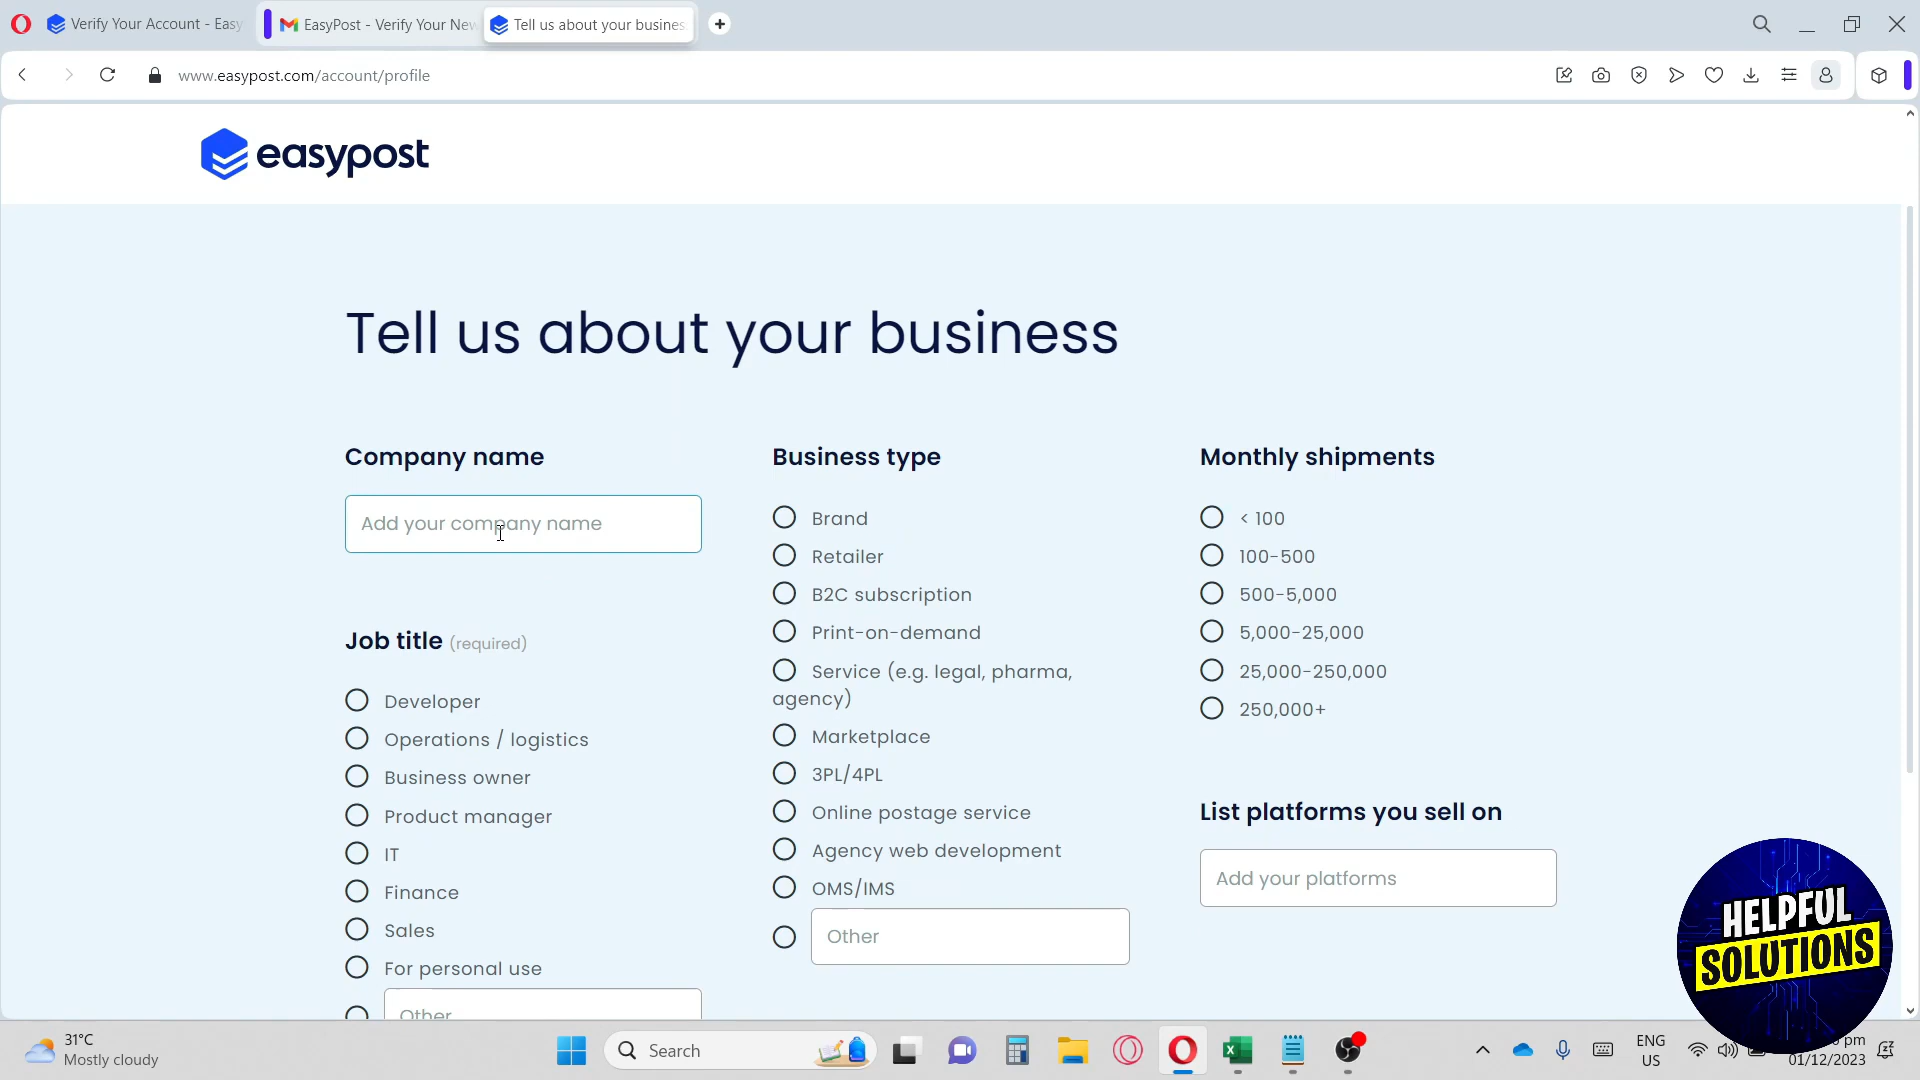 Verify Your Account - Easy
EasyPost - Verify Your New
Tell us about your busines
www.easypost.com/account/profile
easypost
Tell us about your business
Company name
Add your company name
Job title (required)
Developer
Operations / logistics
Business owner
Product manager
IT
Finance
Sales
For personal use
Other
Business type
Brand
Retailer
B2C subscription
Print-on-demand
Service (e.g. legal, pharma,
agency)
Marketplace
3PL/4PL
Online postage service
Agency web development
OMS/IMS
Other
Monthly shipments
< 100
100-500
500-5,000
5,000-25,000
25,000-250,000
250,000+
List platforms you sell on
Add your platforms
HELPFUL
SOLUTIONS
31°C
Mostly cloudy
Search
ENG
US
pm
01/12/2023